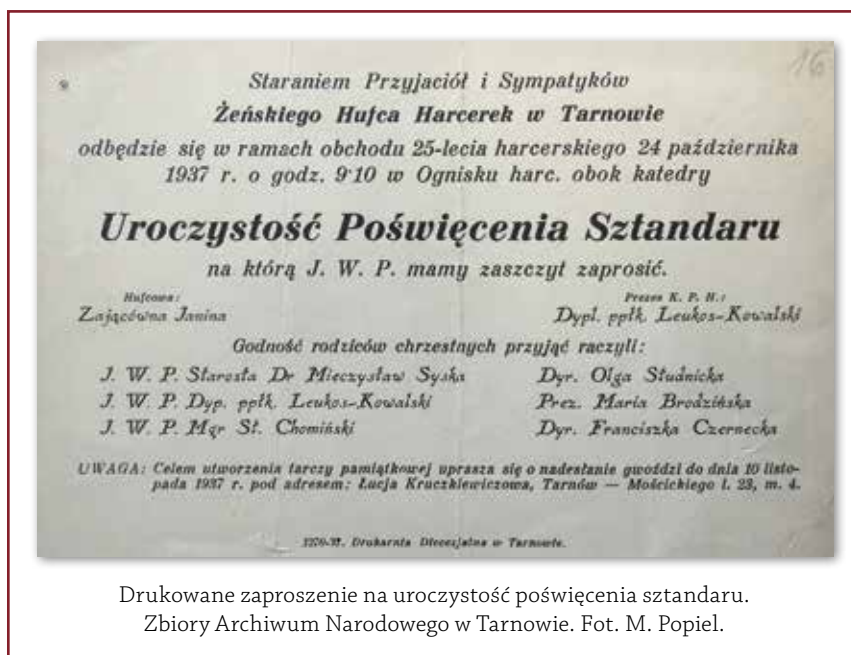 16
Staraniem Przyjaciół i Sympatyków
Żeńskiego Hufca Harcerek w Tarnowie
odbędzie się w ramach obchodu 25-lecia harcerskiego 24 października
1937 r. o godz. 9·10 w Ognisku harc. obok katedry
Uroczystość Poświęcenia Sztandaru
na którą J. W. P. mamy zaszczyt zaprosić.
Hufcowa:
Zającówna Janina
Prezes K. P. H.:
Dypl. ppłk. Leukos-Kowalski
Godność rodziców chrzestnych przyjąć raczyli:
J. W. P. Starosta Dr Mieczysław Syska
J. W. P. Dyp. ppłk. Leukos-Kowalski
J. W. P. Mgr St. Chomiński
Dyr. Olga Studnicka
Prez. Maria Brodzińska
Dyr. Franciszka Czernecka
UWAGA: Celem utworzenia tarczy pamiątkowej uprasza się o nadesłanie gwoździ do dnia 10 listo-
pada 1937 r. pod adresem: Łucja Kruczkiewiczowa, Tarnów — Mościckiego l. 23, m. 4.
Drukarnia Diecezjalna w Tarnowie.
Drukowane zaproszenie na uroczystość poświęcenia sztandaru.
Zbiory Archiwum Narodowego w Tarnowie. Fot. M. Popiel.